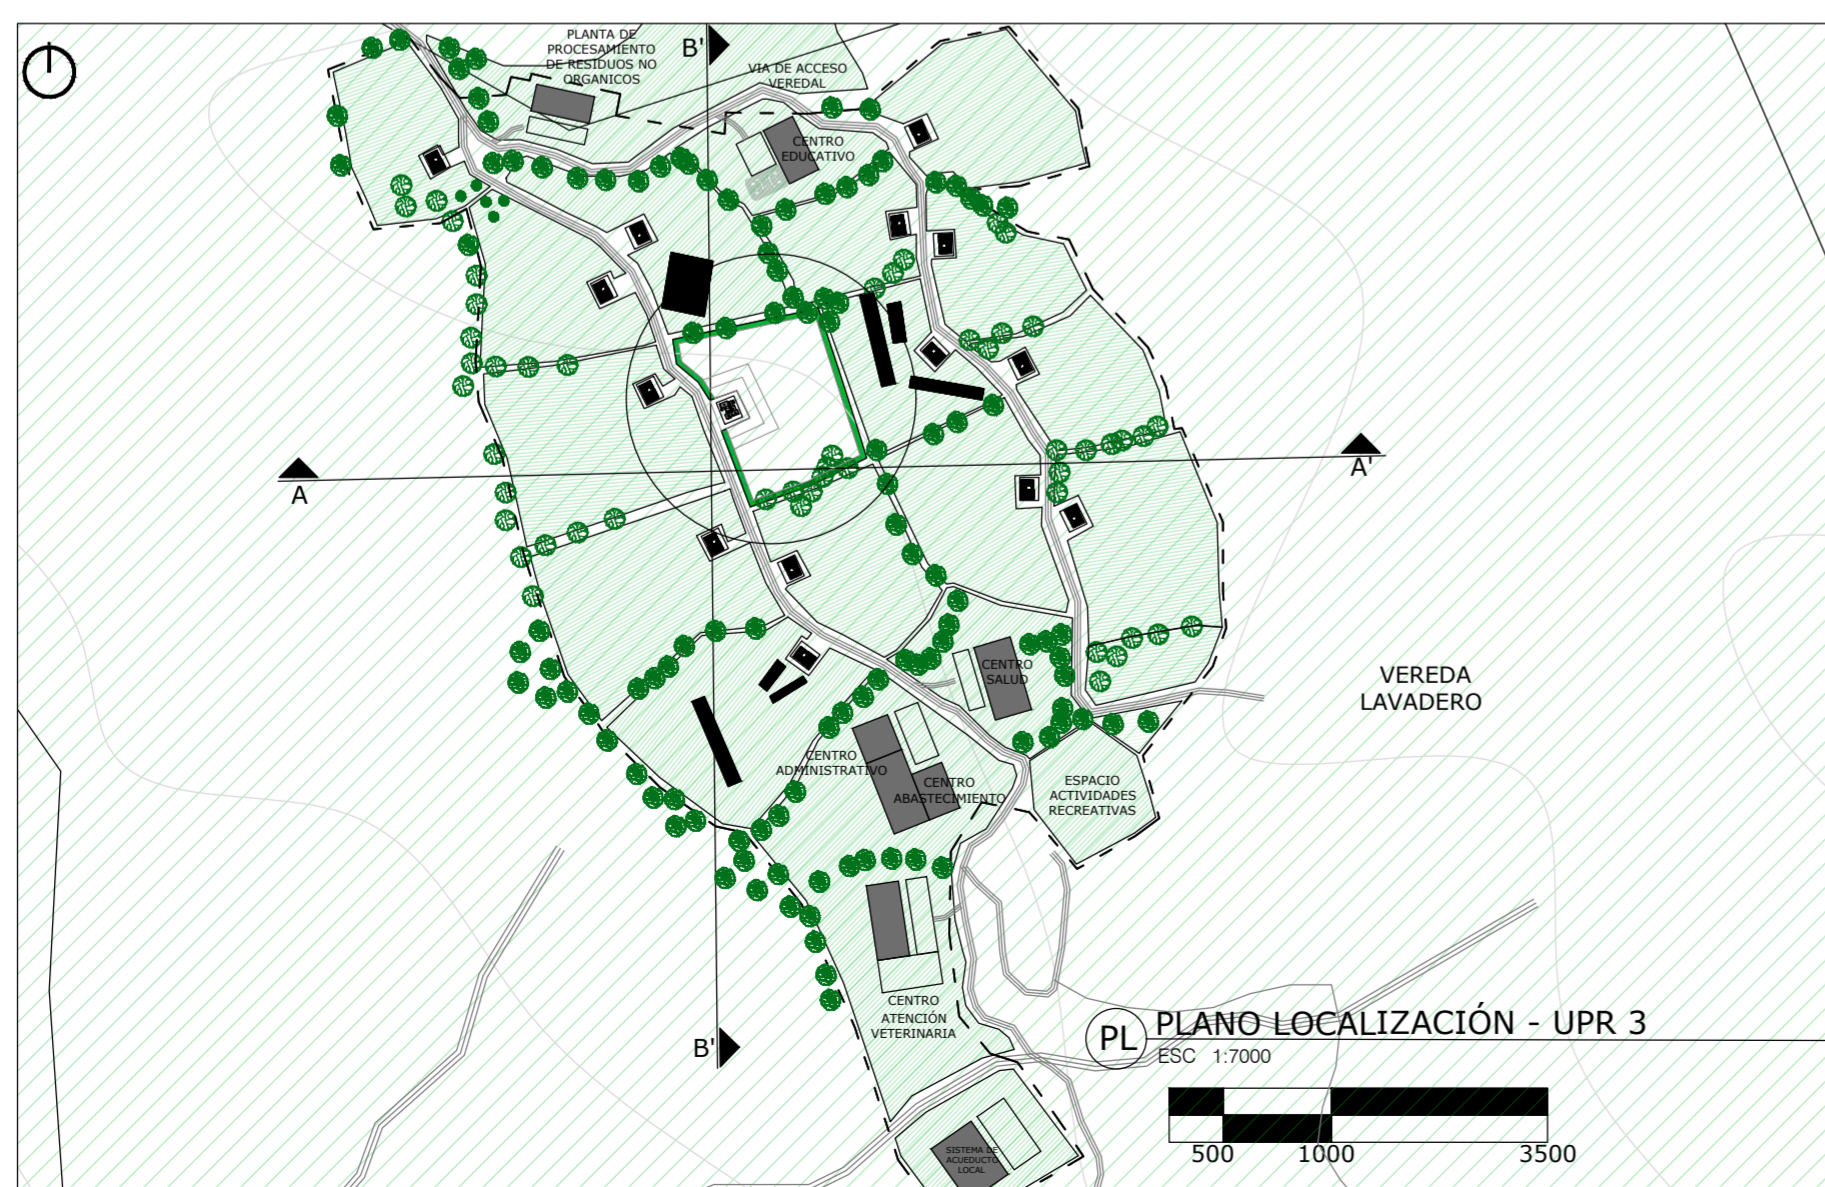 PLANTA DE
PROCESAMIENTO
DE RESIDUOS NO
ORGANICOS
B'
VIA DE ACCESO
VEREDAL
CENTRO
EDUCATIVO
A
A'
CENTRO
SALUD
VEREDA
LAVADERO
CENTRO
ADMINISTRATIVO
CENTRO
ABASTECIMIENTO
ESPACIO
ACTIVIDADES
RECREATIVAS
CENTRO
ATENCIÓN
VETERINARIA
B'
PL
PLANO LOCALIZACIÓN - UPR 3
ESC 1:7000
500 1000 3500
SISTEMA DE
ACUEDUCTO
LOCAL